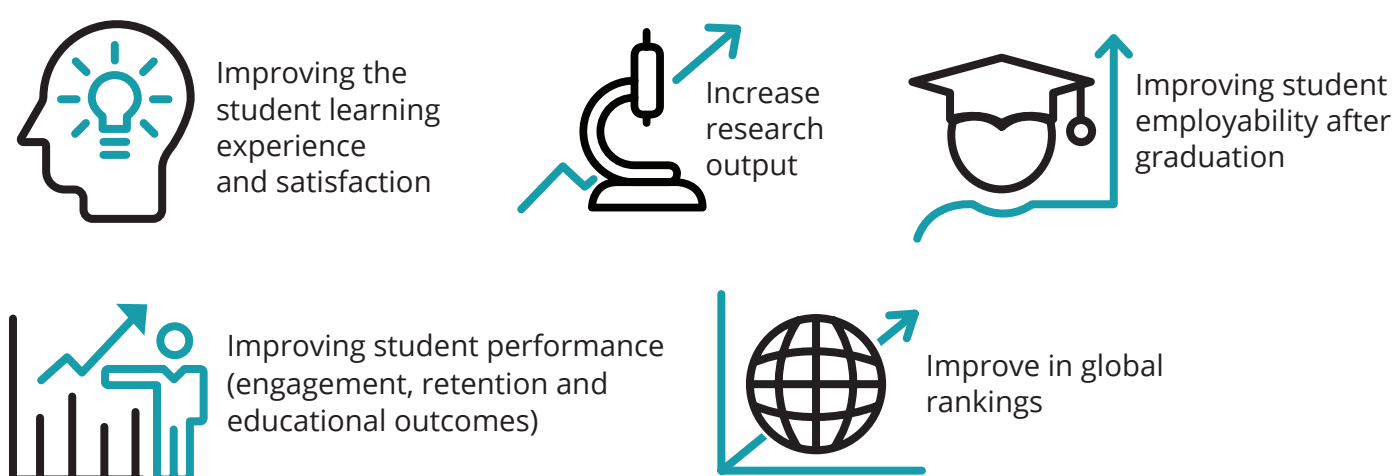 Improving the
student learning
experience
and satisfaction
Increase
research
output
Improving student
employability after
graduation
Improving student performance
(engagement, retention and
educational outcomes)
Improve in global
rankings